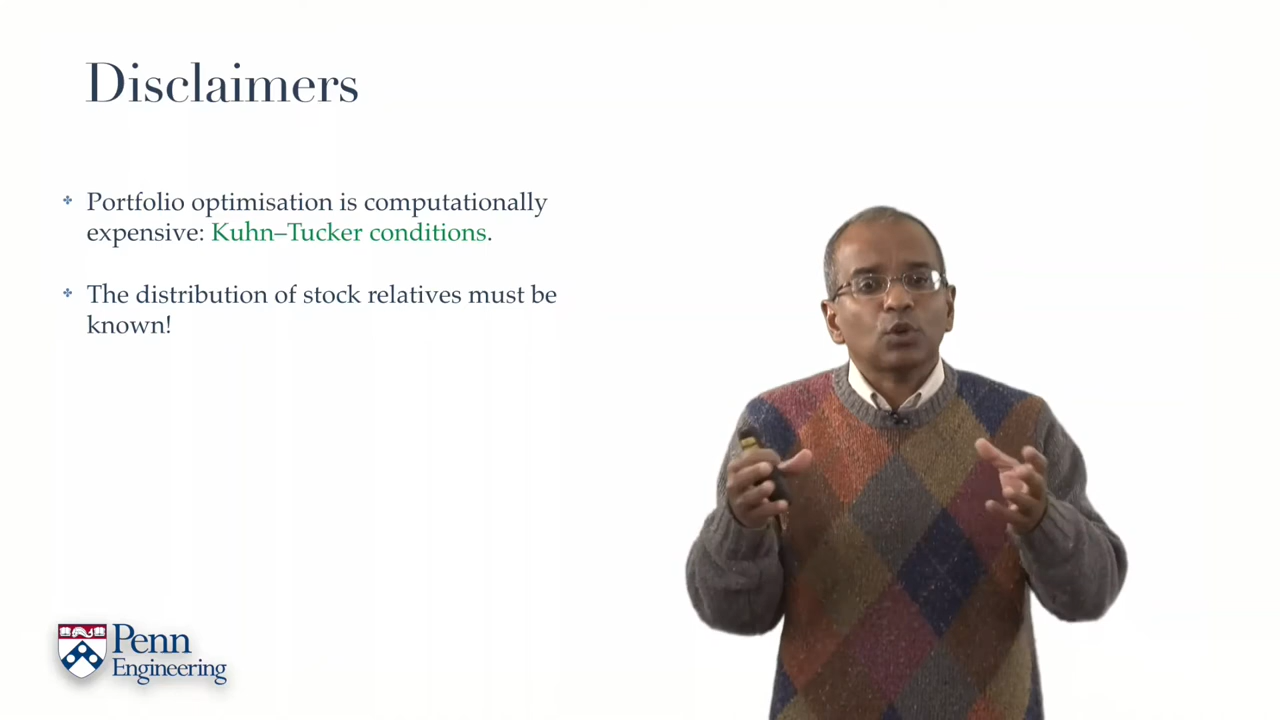 Disclaimers
Portfolio optimisation is computationally
expensive: Kuhn–Tucker conditions.
The distribution of stock relatives must be
known!
Penn
Engineering